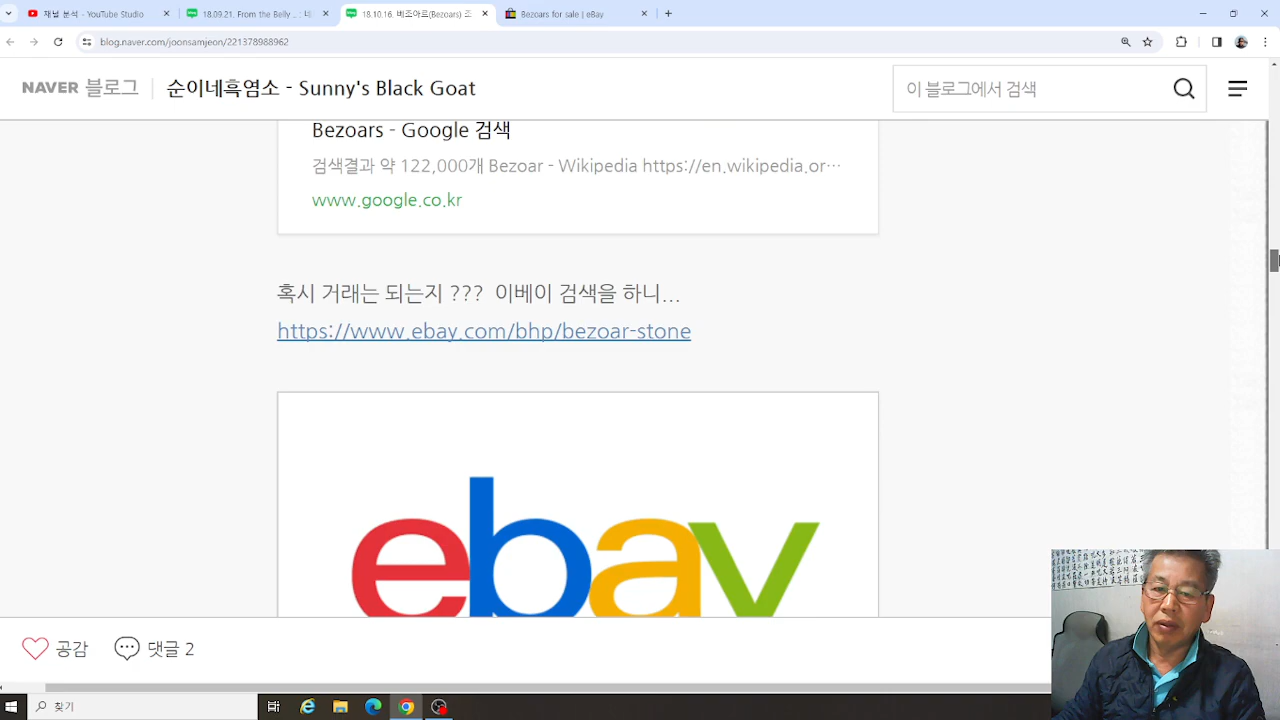 채널 분석 - YouTube Studio
18.09.21. From the Belly
18.10.16. 베조아르(Bezoars)
Bezoars for sale | eBay
blog.naver.com/joonsamjeon/221378988962
NAVER 블로그
순이네흑염소 - Sunny's Black Goat
이 블로그에서 검색
Bezoars - Google 검색
검색결과 약 122,000개 Bezoar - Wikipedia https://en.wikipedia.or…
www.google.co.kr
혹시 거래는 되는지 ??? 이베이 검색을 하니...
https://www.ebay.com/bhp/bezoar-stone
ebay
공감
댓글 2
찾기